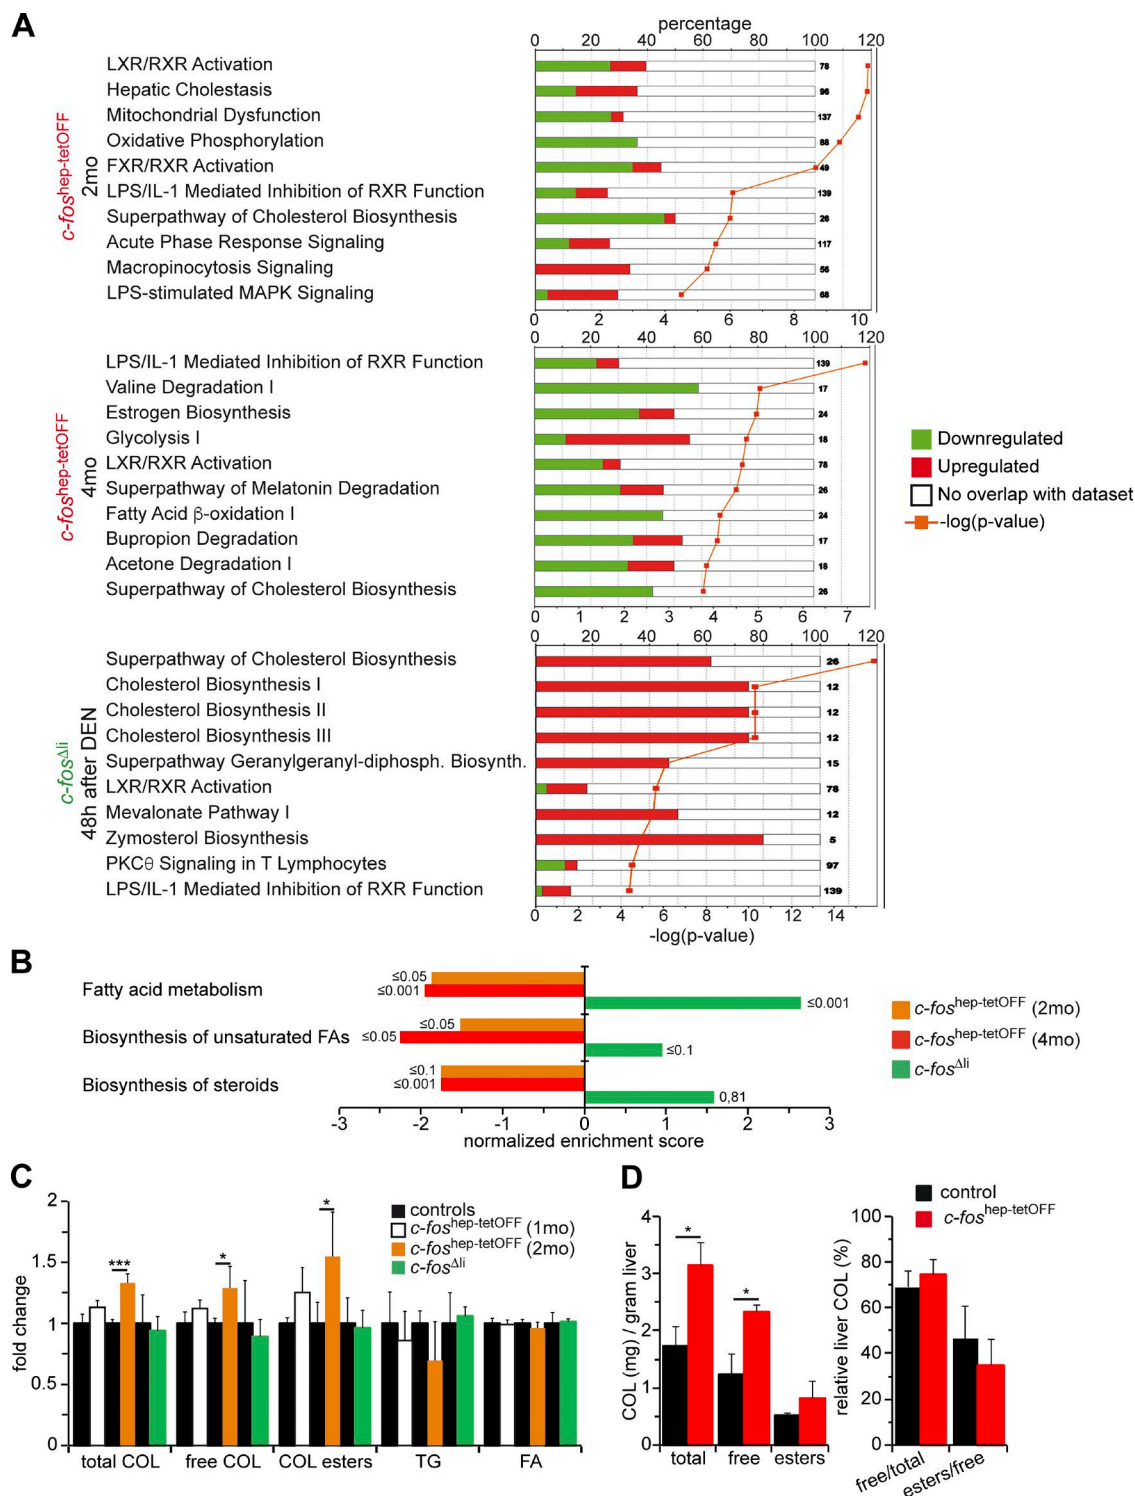 A
percentage
0 20 40 60 80 100 120
c-fos^hep-tetOFF
2mo
LXR/RXR Activation 78
Hepatic Cholestasis 96
Mitochondrial Dysfunction 137
Oxidative Phosphorylation 88
FXR/RXR Activation 49
LPS/IL-1 Mediated Inhibition of RXR Function 139
Superpathway of Cholesterol Biosynthesis 26
Acute Phase Response Signaling 117
Macropinocytosis Signaling 56
LPS-stimulated MAPK Signaling 68
0 2 4 6 8 10
0 20 40 60 80 100 120
c-fos^hep-tetOFF
4mo
LPS/IL-1 Mediated Inhibition of RXR Function 139
Valine Degradation I 17
Estrogen Biosynthesis 24
Glycolysis I 18
LXR/RXR Activation 78
Superpathway of Melatonin Degradation 26
Fatty Acid β-oxidation I 24
Bupropion Degradation 17
Acetone Degradation I 18
Superpathway of Cholesterol Biosynthesis 26
0 1 2 3 4 5 6 7
Downregulated
Upregulated
No overlap with dataset
-log(p-value)
0 20 40 60 80 100 120
c-fos^Δli
48h after DEN
Superpathway of Cholesterol Biosynthesis 26
Cholesterol Biosynthesis I 12
Cholesterol Biosynthesis II 12
Cholesterol Biosynthesis III 12
Superpathway Geranylgeranyl-diphosph. Biosynth. 15
LXR/RXR Activation 78
Mevalonate Pathway I 12
Zymosterol Biosynthesis 5
PKCθ Signaling in T Lymphocytes 97
LPS/IL-1 Mediated Inhibition of RXR Function 139
0 2 4 6 8 10 12 14
-log(p-value)
B
Fatty acid metabolism
≤0.05
≤0.001
≤0.001
Biosynthesis of unsaturated FAs
≤0.05
≤0.05
≤0.1
Biosynthesis of steroids
≤0.1
≤0.001
0,81
-3 -2 -1 0 1 2 3
normalized enrichment score
c-fos^hep-tetOFF (2mo)
c-fos^hep-tetOFF (4mo)
c-fos^Δli
C
fold change
2
1.5
1
0.5
0
***
*
*
controls
c-fos^hep-tetOFF (1mo)
c-fos^hep-tetOFF (2mo)
c-fos^Δli
total COL free COL COL esters TG FA
D
control
c-fos^hep-tetOFF
COL (mg) / gram liver
4
3
2
1
0
*
*
total free esters
relative liver COL (%)
100
80
60
40
20
0
free/total esters/free